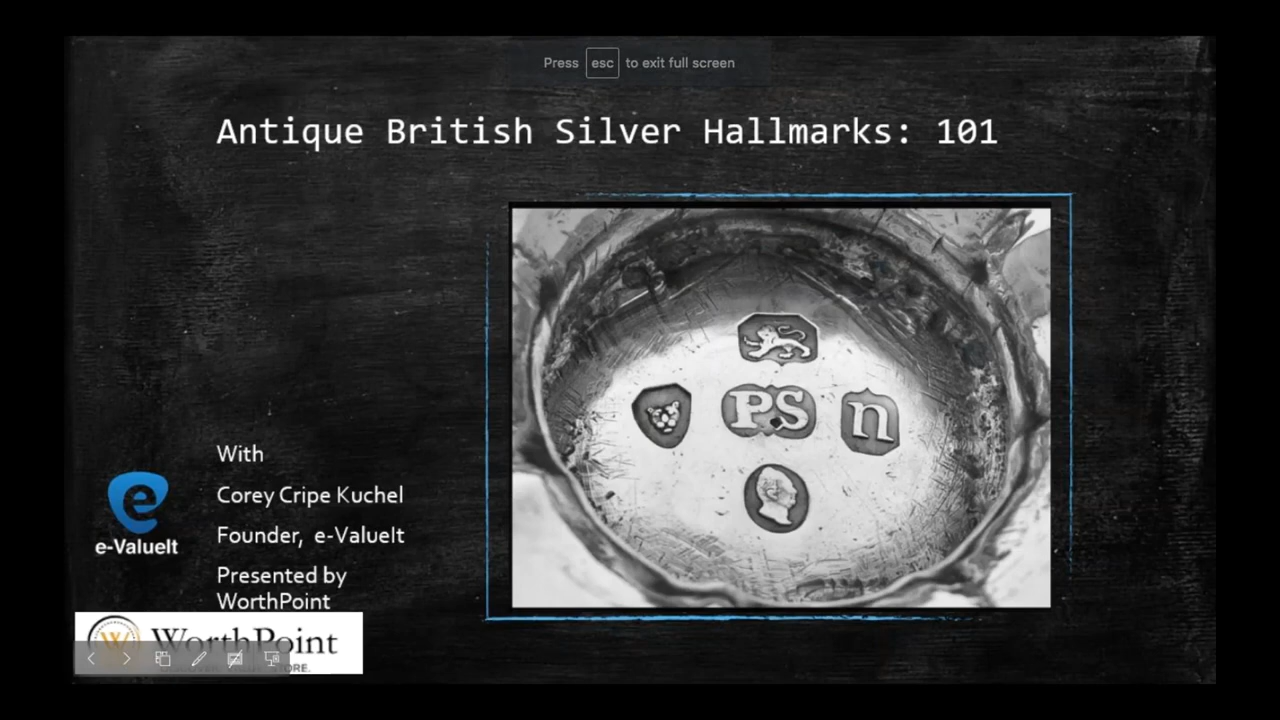 Press esc to exit full screen
Antique British Silver Hallmarks: 101
PS
n
With
Corey Cripe Kuchel
Founder, e-ValueIt
Presented by
WorthPoint
e
e-ValueIt
W WorthPoint